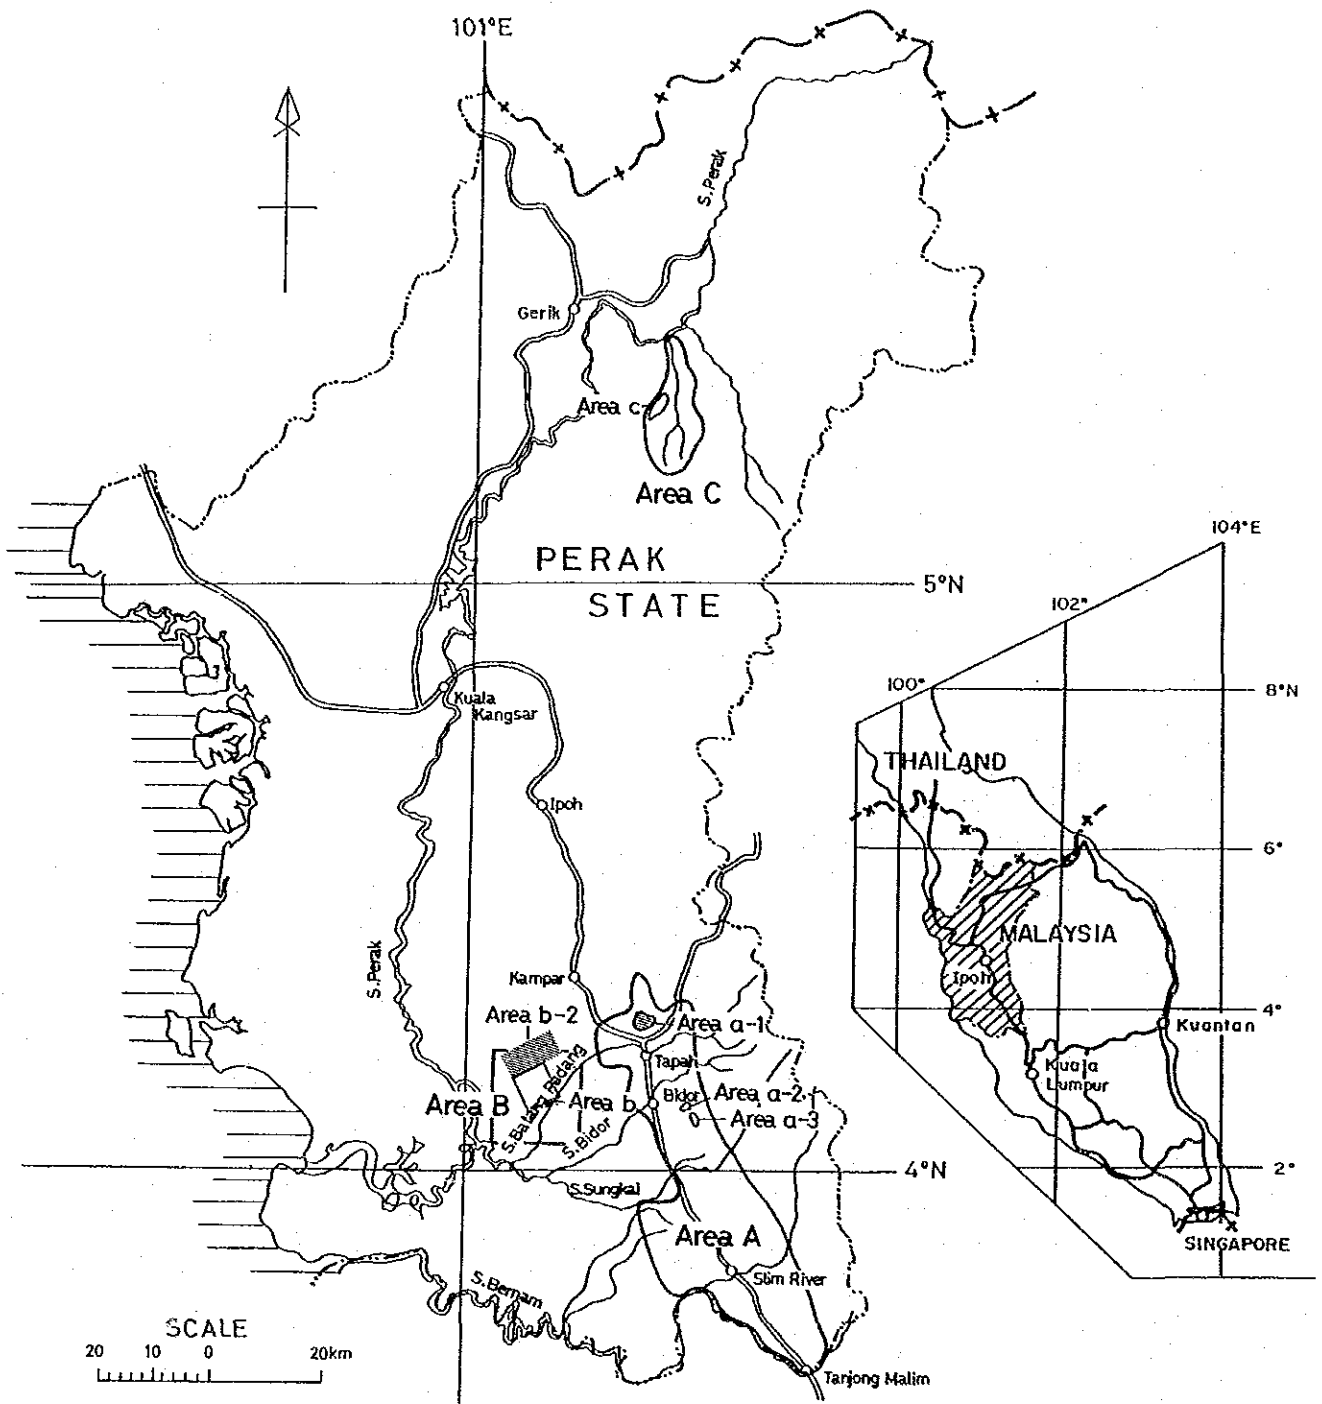 101°E
S. Perak
Gerik
Area c
Area C
PERAK
STATE
5°N
Kuala
Kangsar
Ipoh
S. Perak
Kampar
Area b-2
Area a-1
Tapah
S. Batang Padang
Area B
Area b
Bidor
Area a-2
Area a-3
S. Bidor
4°N
S. Sungkai
Area A
Slim River
S. Bernam
Tanjong Malim
SCALE
20 10 0 20km
104°E
102°
100°
8°N
THAILAND
6°
MALAYSIA
Ipoh
4°
Kuantan
Kuala
Lumpur
2°
SINGAPORE